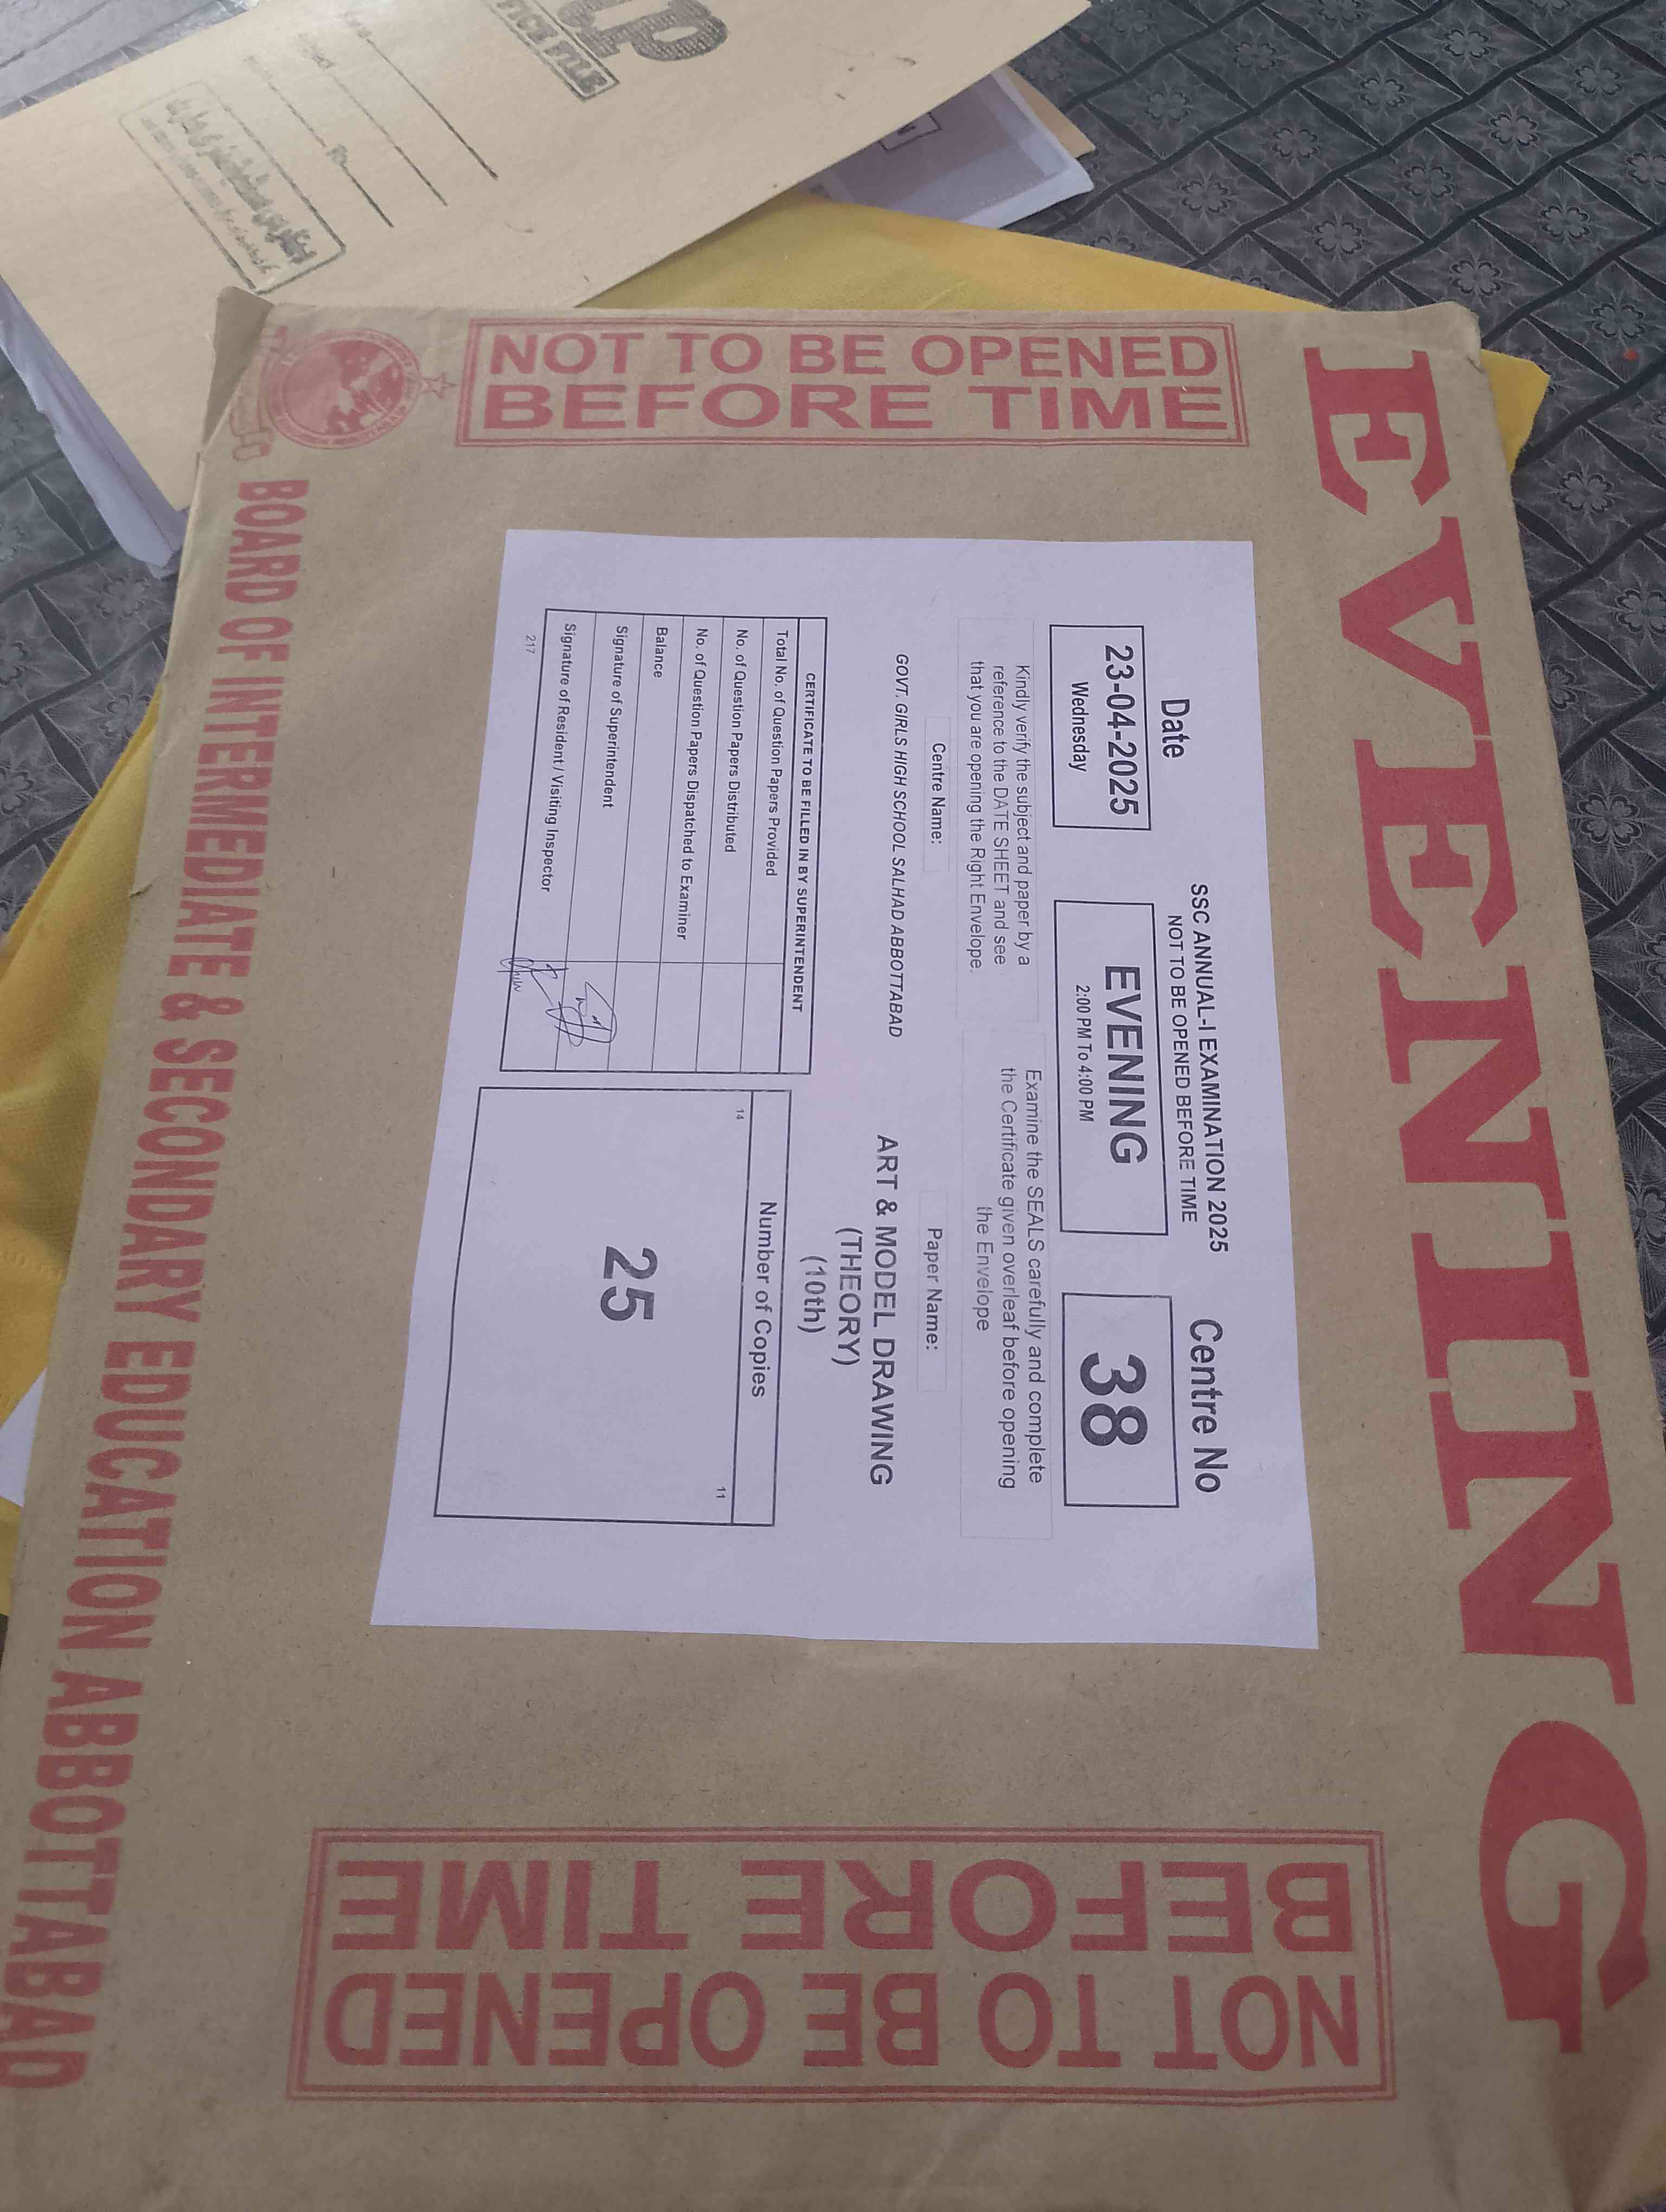 OFFICE FILE
NOT TO BE OPENED
BEFORE TIME
EVENING
SSC ANNUAL-I EXAMINATION 2025
NOT TO BE OPENED BEFORE TIME
Date
Centre No
23-04-2025
Wednesday
EVENING
2:00 PM To 4:00 PM
38
Kindly verify the subject and paper by a
reference to the DATE SHEET and see
that you are opening the Right Envelope.
Examine the SEALS carefully and complete
the Certificate given overleaf before opening
the Envelope
Centre Name:
Paper Name:
GOVT. GIRLS HIGH SCHOOL SALHAD ABBOTTABAD
ART & MODEL DRAWING
(THEORY)
(10th)
CERTIFICATE TO BE FILLED IN BY SUPERINTENDENT
Total No. of Question Papers Provided
No. of Question Papers Distributed
No. of Question Papers Dispatched to Examiner
Balance
Signature of Superintendent
Signature of Resident / Visiting Inspector
217
Number of Copies
14
11
25
BOARD OF INTERMEDIATE & SECONDARY EDUCATION ABBOTTABAD
NOT TO BE OPENED
BEFORE TIME